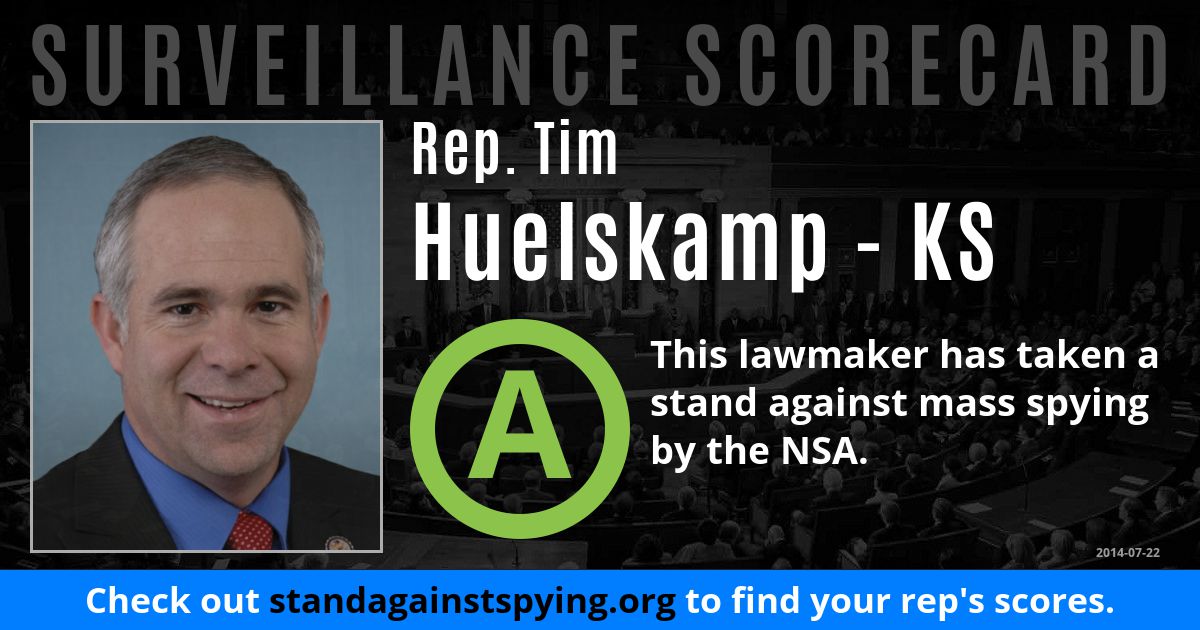 SURVEILLANCE SCORECARD
Rep. Tim
Huelskamp - KS
A
This lawmaker has taken a
stand against mass spying
by the NSA.
2014-07-22
Check out standagainstspying.org to find your rep's scores.